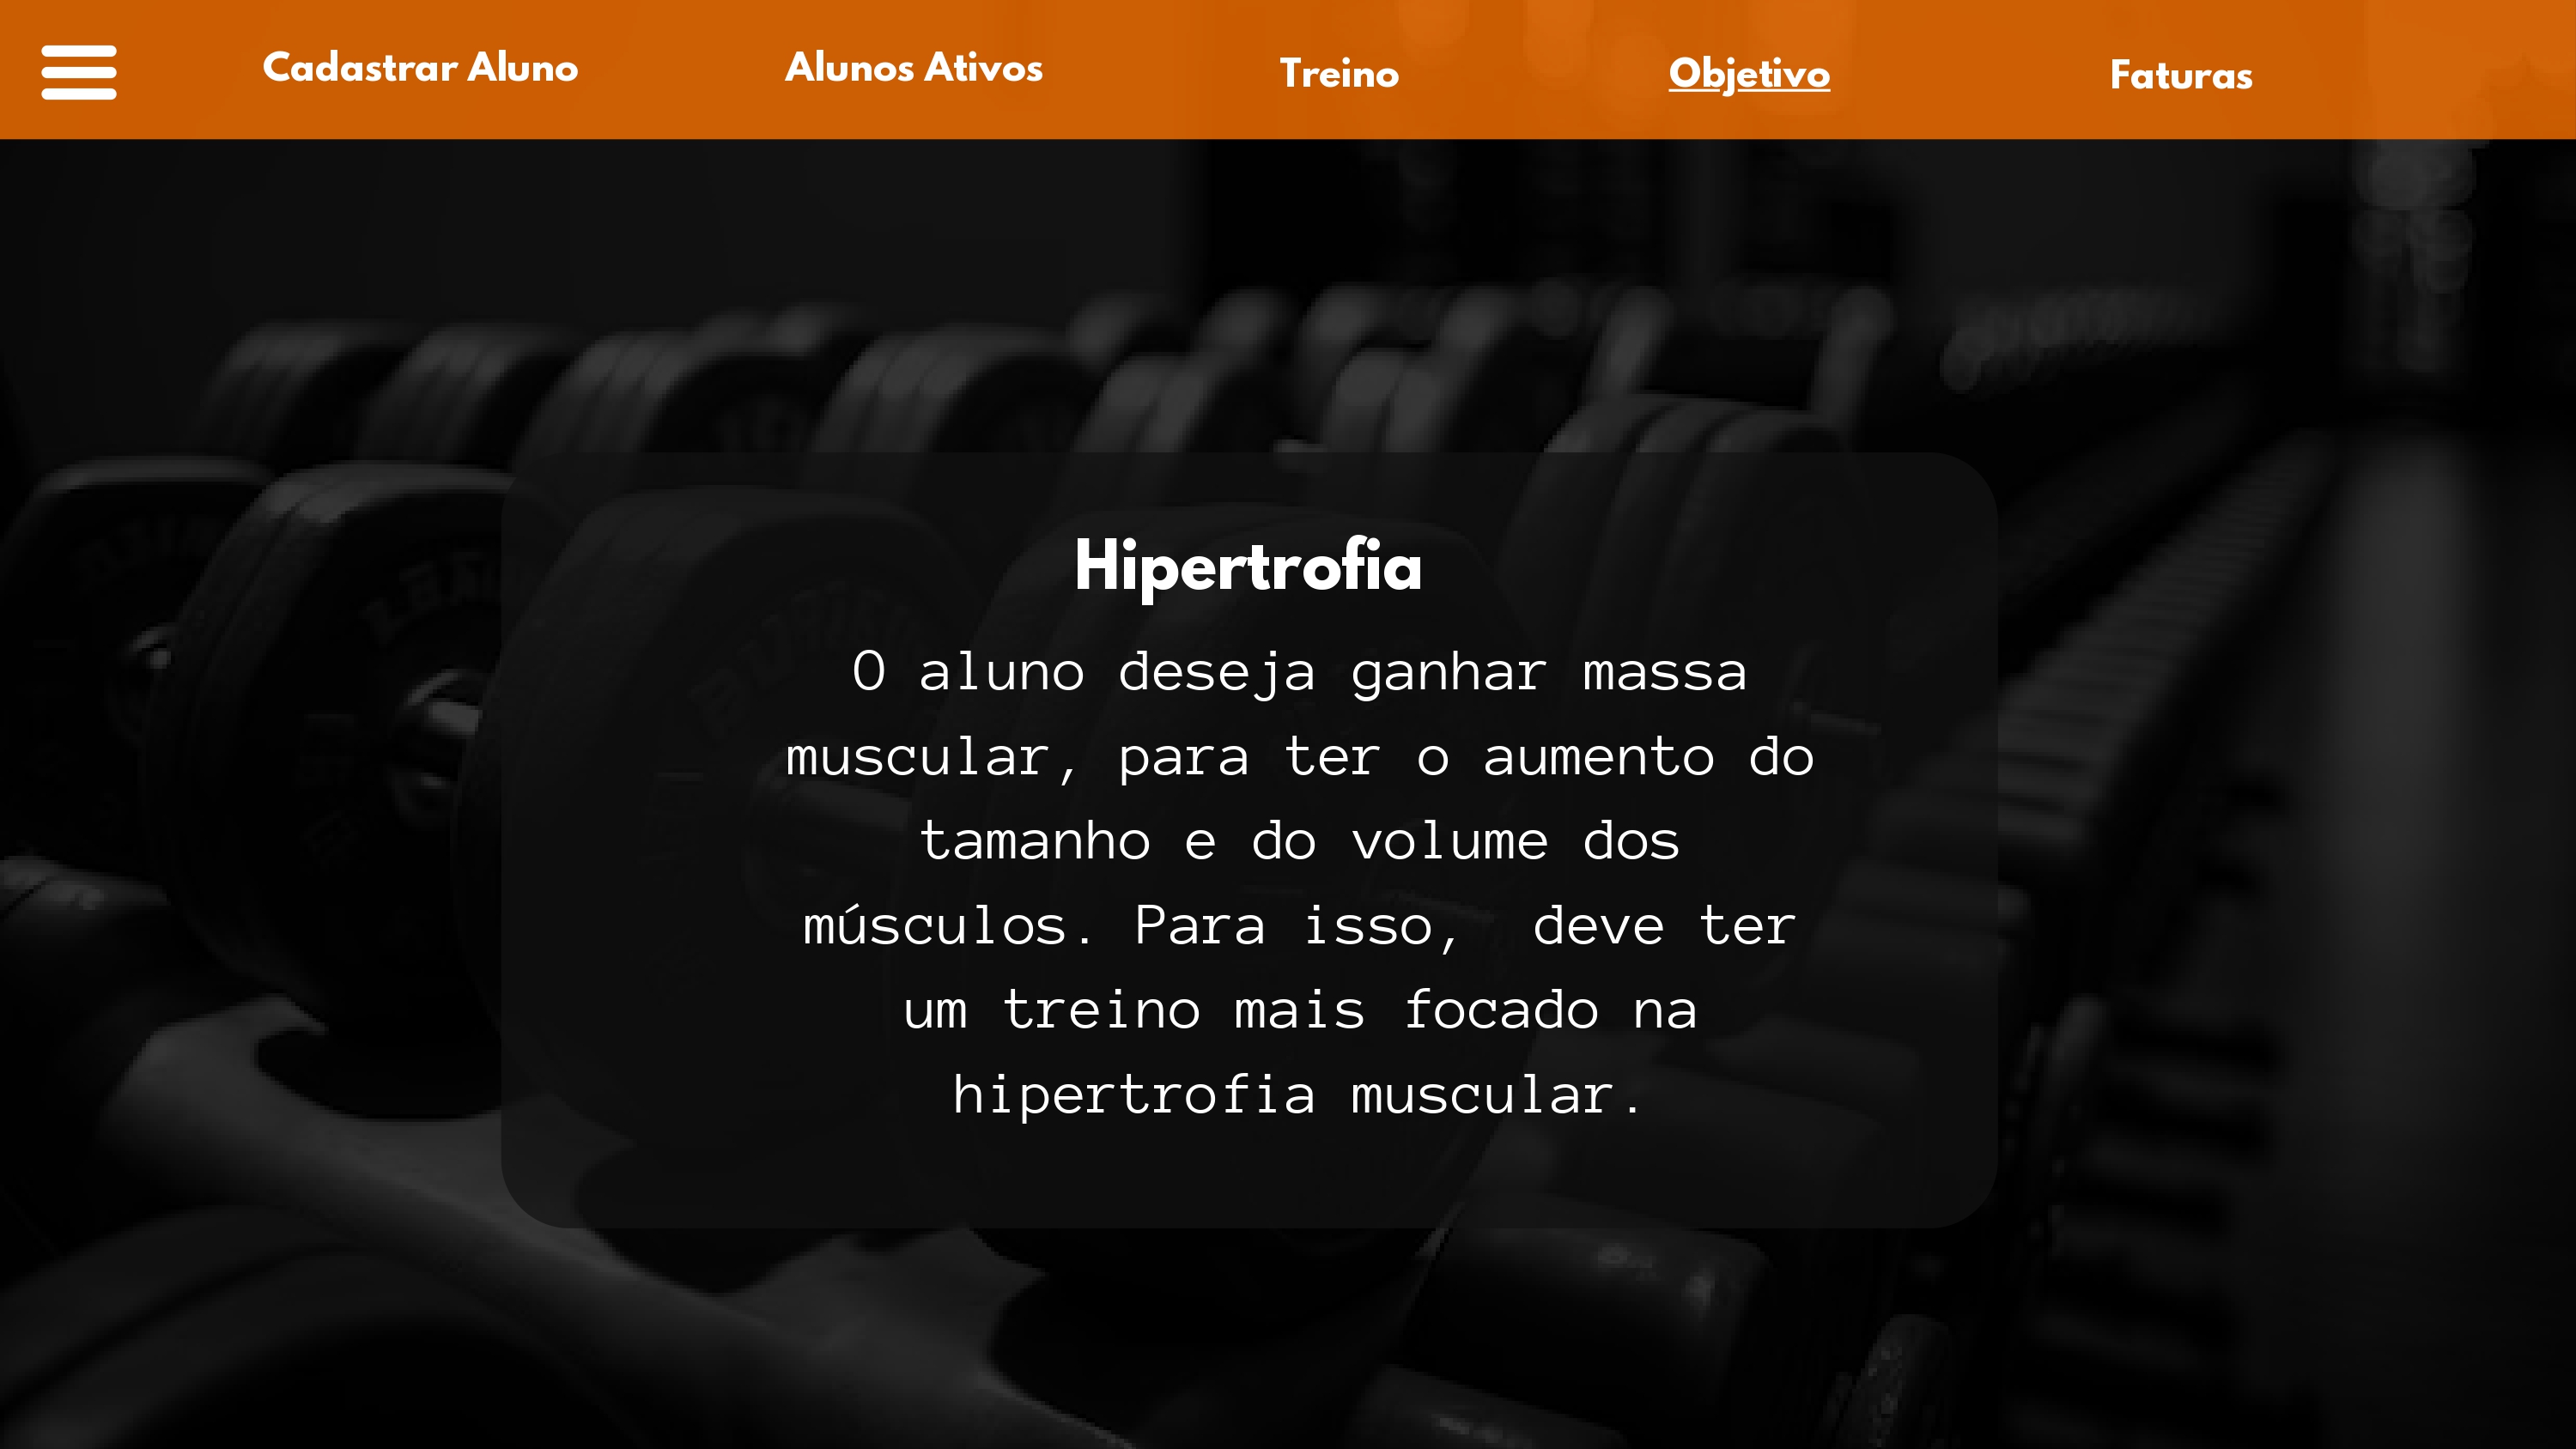 Cadastrar Aluno
Alunos Ativos
Treino
Objetivo
Faturas
Hipertrofia
O aluno deseja ganhar massa
muscular, para ter o aumento do
tamanho e do volume dos
músculos. Para isso,  deve ter
um treino mais focado na
hipertrofia muscular.